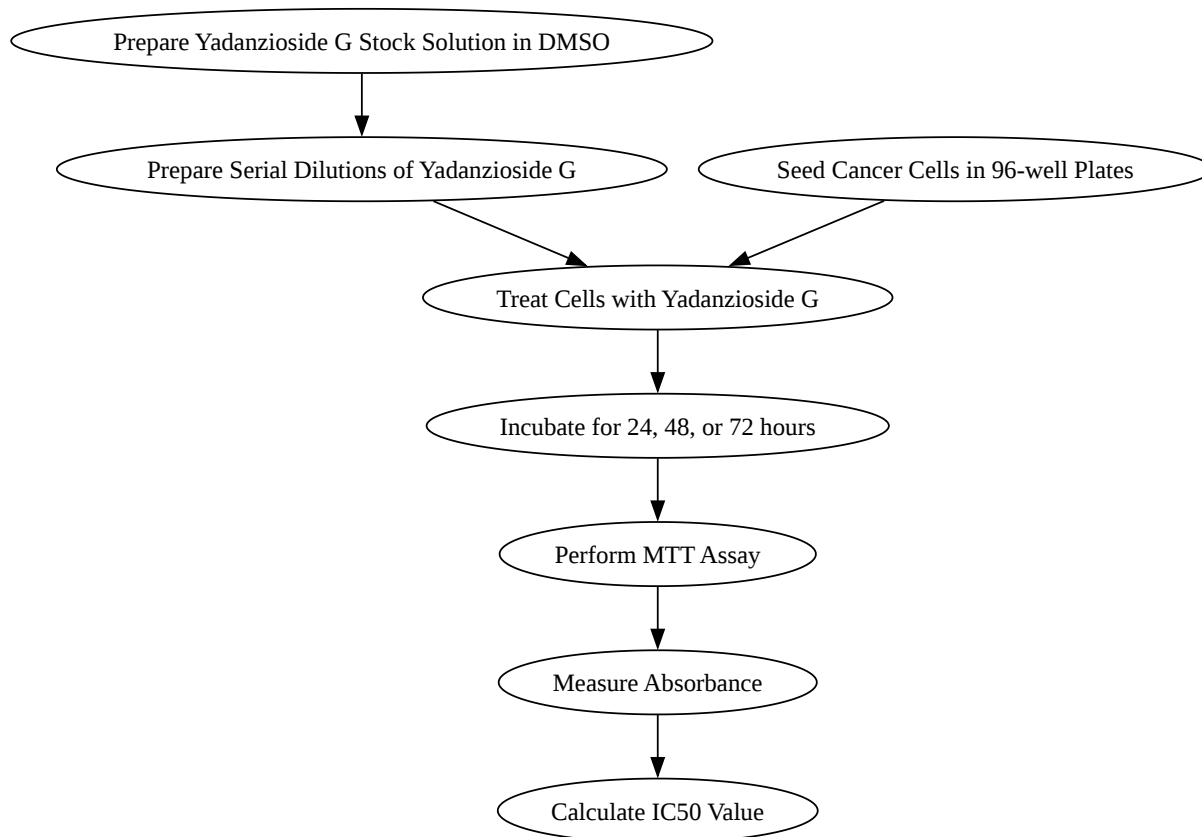 Prepare Yadanzioside G Stock Solution in DMSO
Prepare Serial Dilutions of Yadanzioside G
Seed Cancer Cells in 96-well Plates
Treat Cells with Yadanzioside G
Incubate for 24, 48, or 72 hours
Perform MTT Assay
Measure Absorbance
Calculate IC50 Value